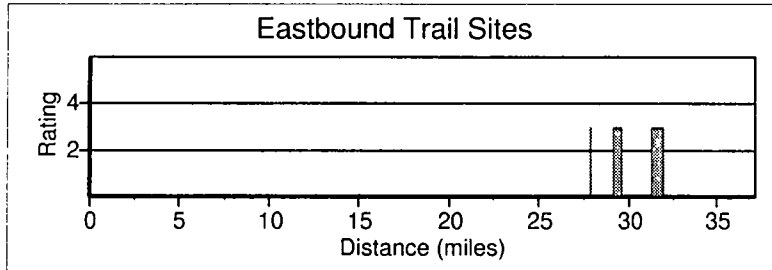 Eastbound Trail Sites
Rating
4
2
0 5 10 15 20 25 30 35
Distance (miles)